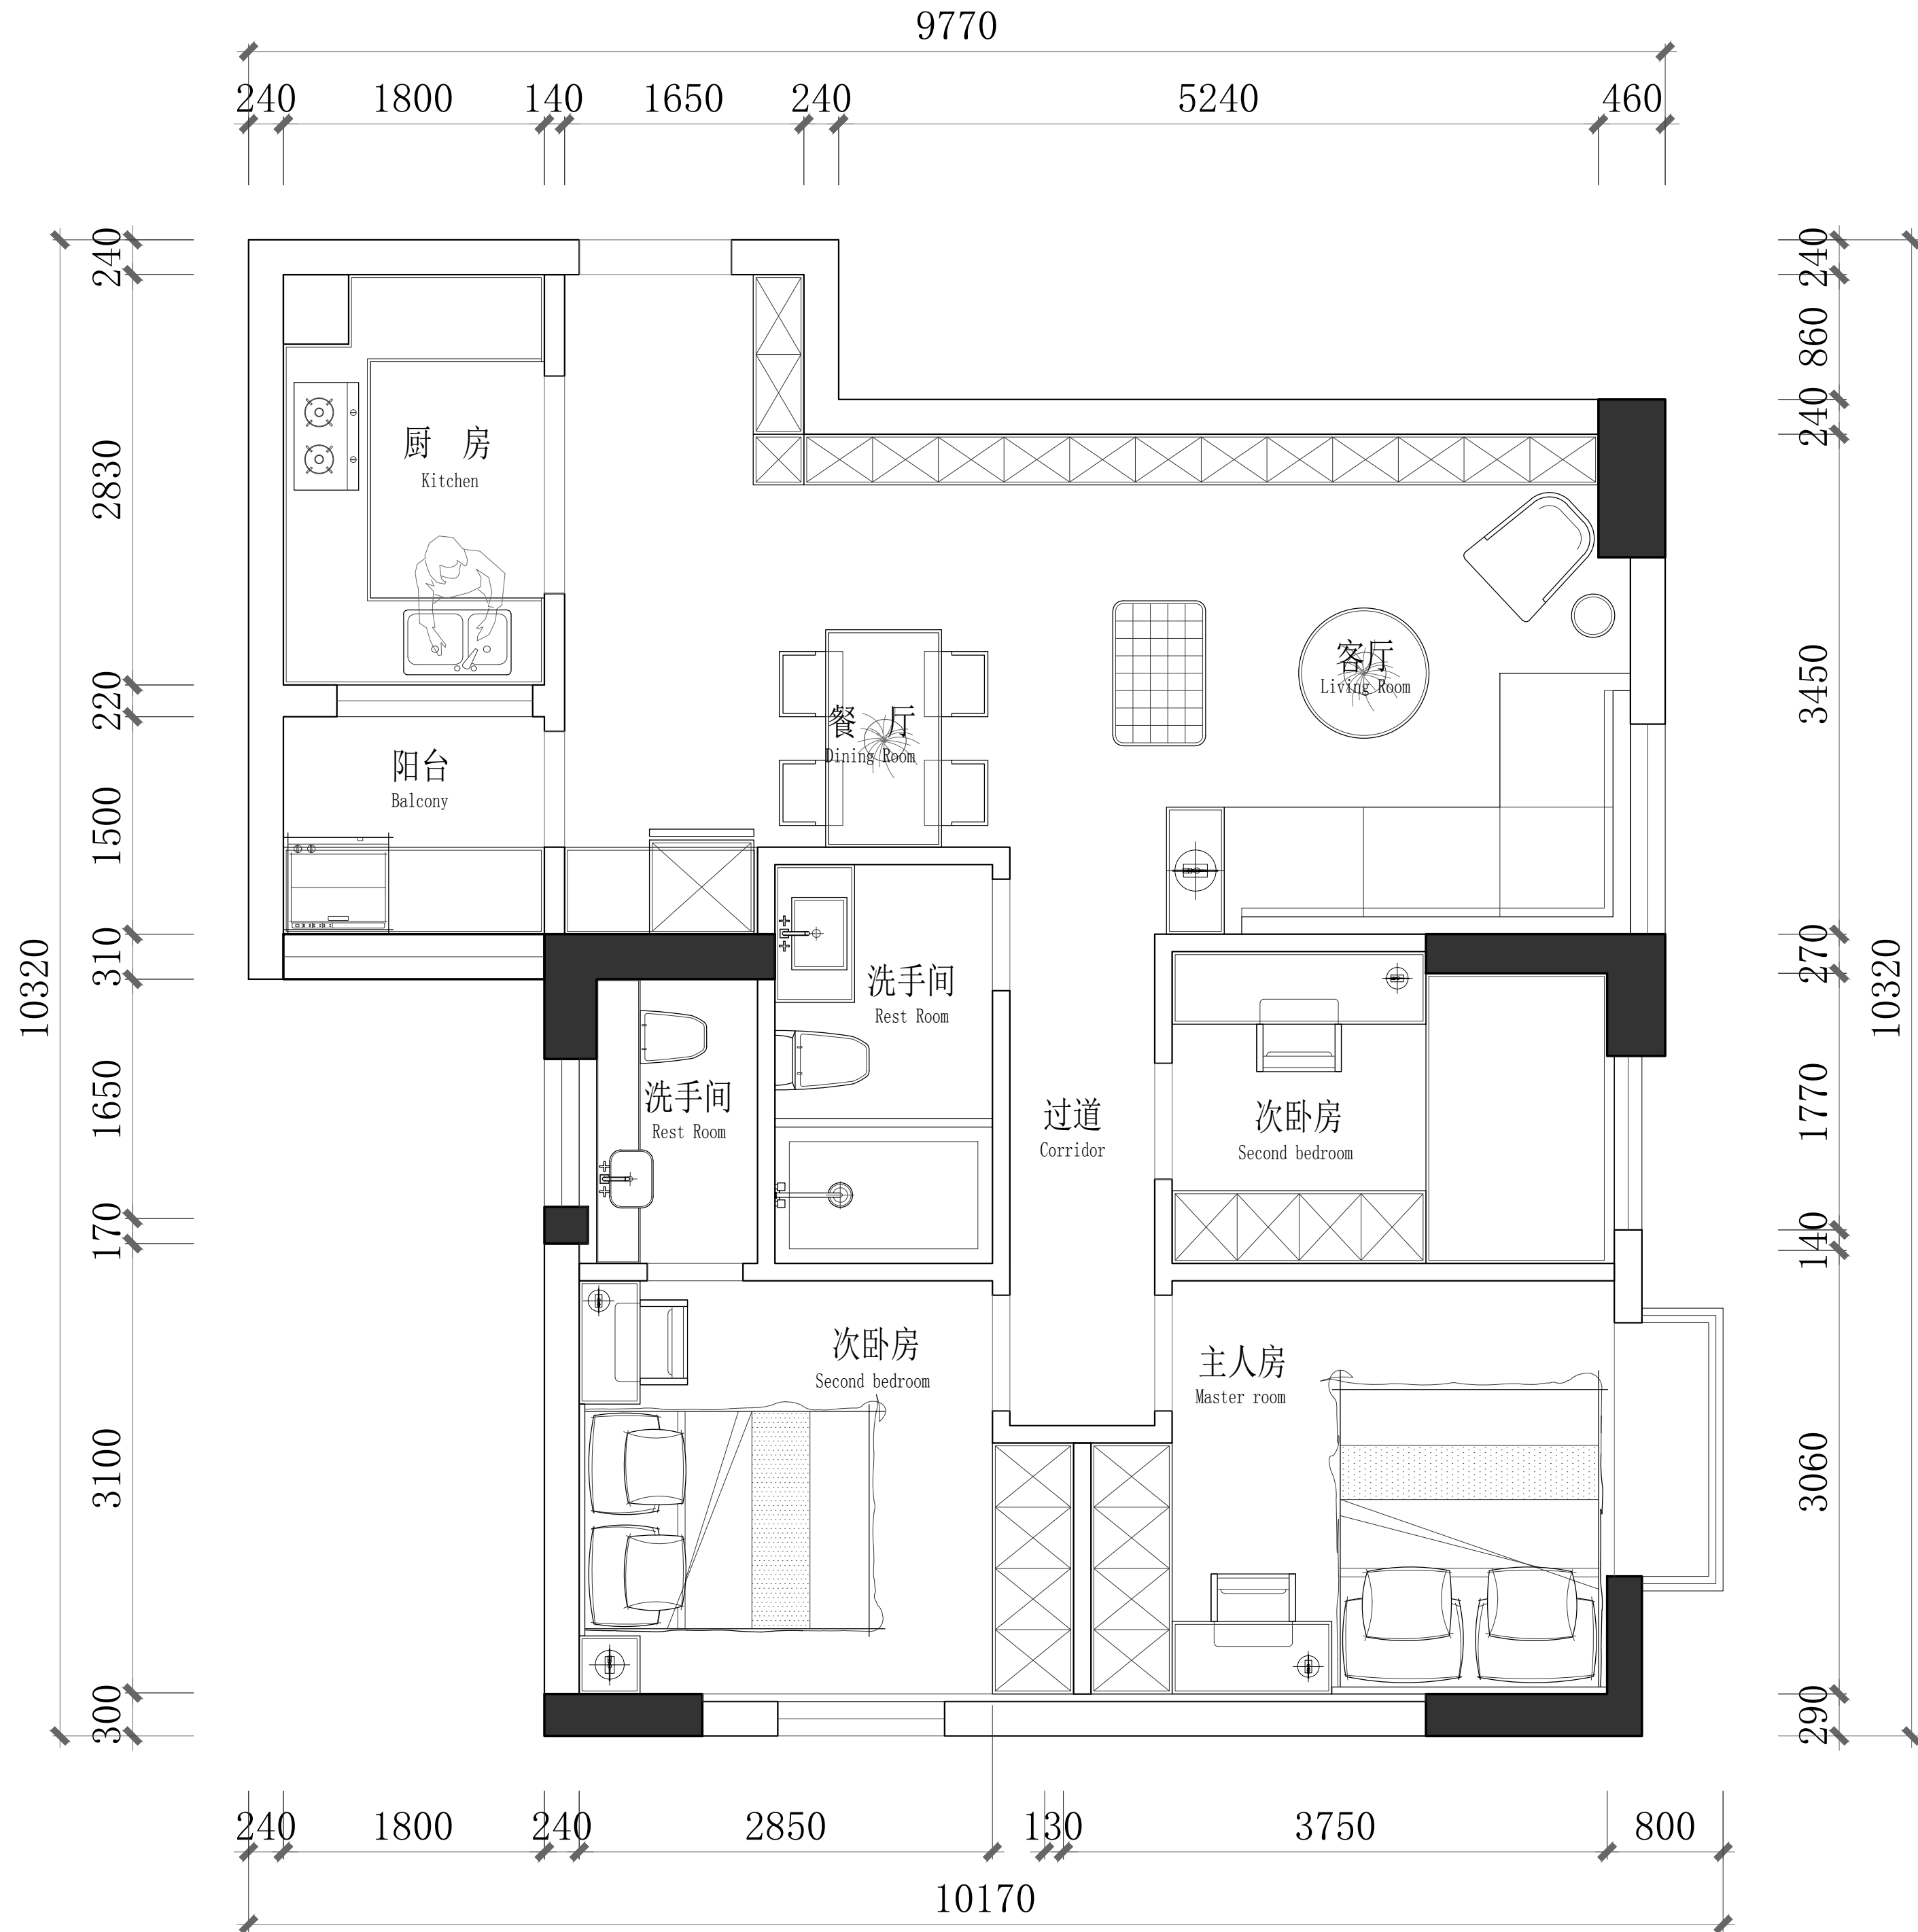 9770
240 1800 140 1650 240 5240 460
240
2830
220
1500
310
1650
170
3100
300
10320
240
860
240
3450
270
1770
140
3060
290
10320
厨 房
Kitchen
客厅
Living Room
餐 厅
Dining Room
阳台
Balcony
洗手间
Rest Room
洗手间
Rest Room
过道
Corridor
次卧房
Second bedroom
次卧房
Second bedroom
主人房
Master room
240 1800 240 2850 130 3750 800
10170